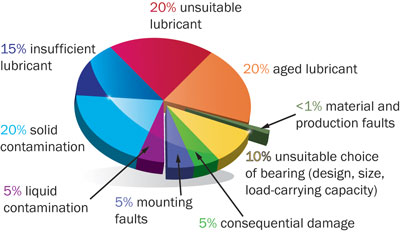 20% unsuitable
lubricant
15% insufficient
lubricant
20% aged lubricant
<1% material and
production faults
20% solid
contamination
10% unsuitable choice
of bearing (design, size,
load-carrying capacity)
5% liquid
contamination
5% mounting
faults
5% consequential damage